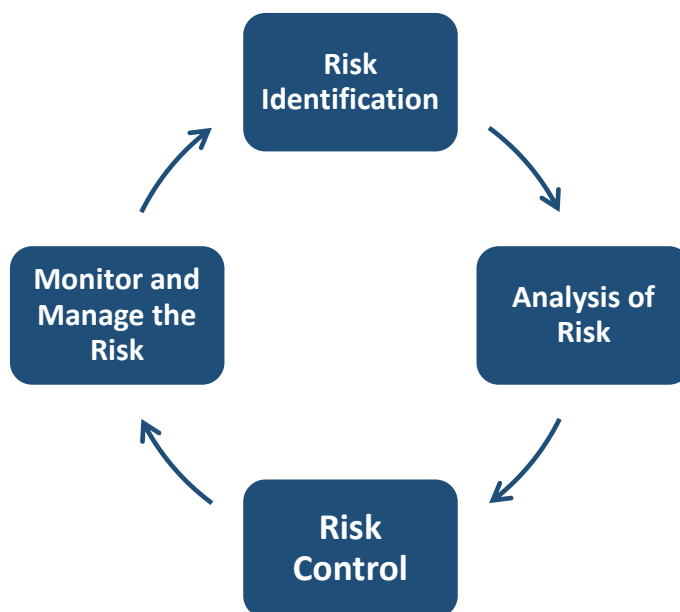 Risk
Identification
Analysis of
Risk
Risk
Control
Monitor and
Manage the
Risk